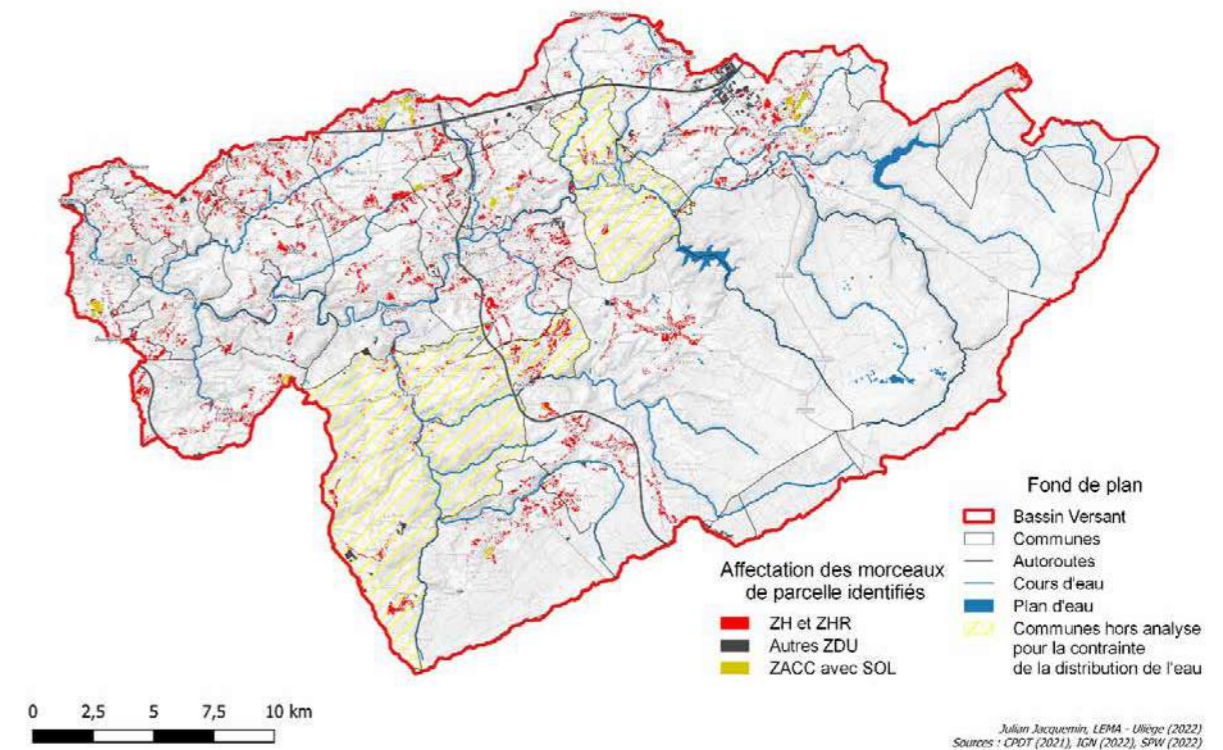 Affectation des morceaux
de parcelle identifiés
ZH et ZHR
Autres ZDU
ZACC avec SOL
Fond de plan
Bassin Versant
Communes
Autoroutes
Cours d'eau
Plan d'eau
Communes hors analyse
pour la contrainte
de la distribution de l'eau
0 2,5 5 7,5 10 km
Julian Jacquemin, LEMA - Uliège (2022)
Sources : CPDT (2021), IGN (2022), SPW (2022)